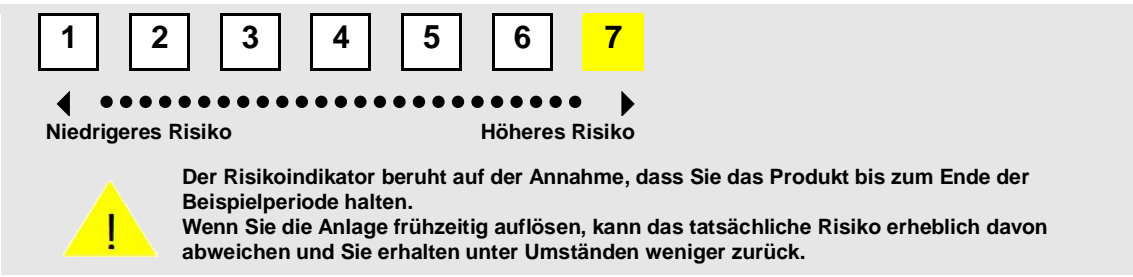 1 2 3 4 5 6 7
Niedrigeres Risiko Höheres Risiko
!
Der Risikoindikator beruht auf der Annahme, dass Sie das Produkt bis zum Ende der
Beispielperiode halten.
Wenn Sie die Anlage frühzeitig auflösen, kann das tatsächliche Risiko erheblich davon
abweichen und Sie erhalten unter Umständen weniger zurück.